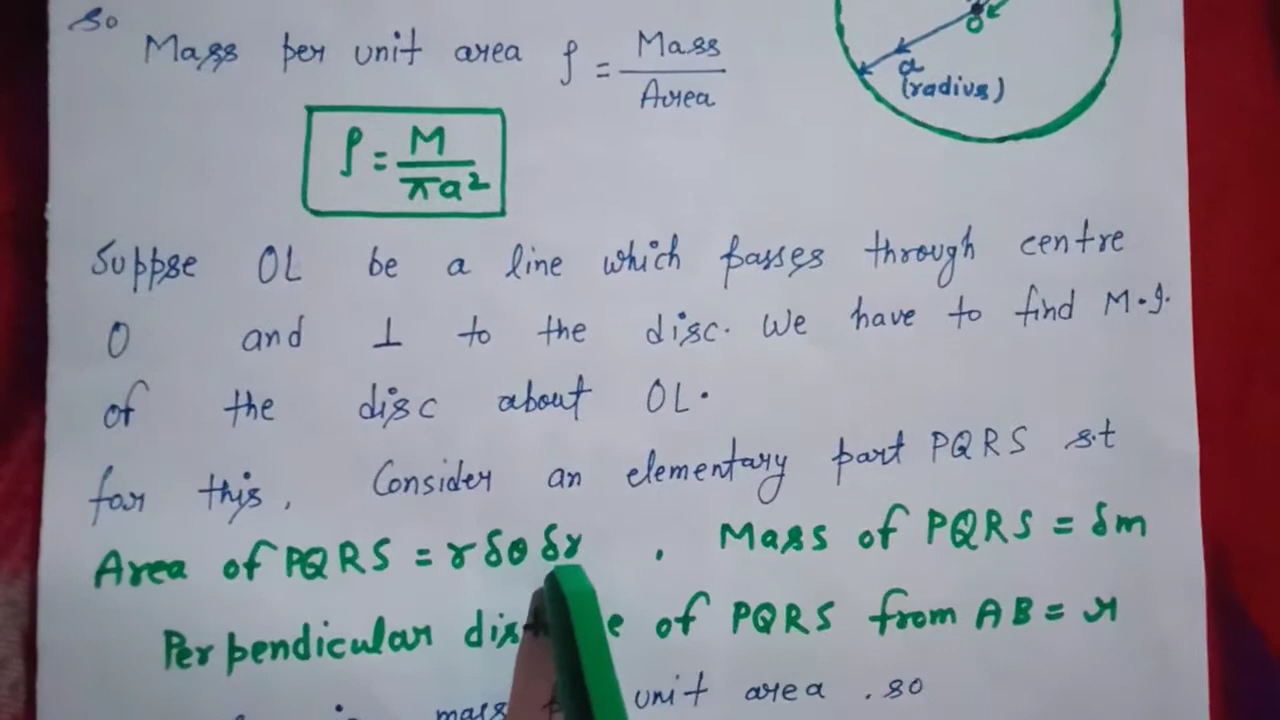 so
Mass per unit area ρ = Mass / Area
O
a
(radius)
ρ = M / πa²
Suppse OL be a line which passes through centre
O and ⊥ to the disc. We have to find M.I.
of the disc about OL.
for this, Consider an elementary part PQRS s.t
Area of PQRS = r δθ δr , Mass of PQRS = δm
Perpendicular of PQRS from AB = r
mass unit area . so